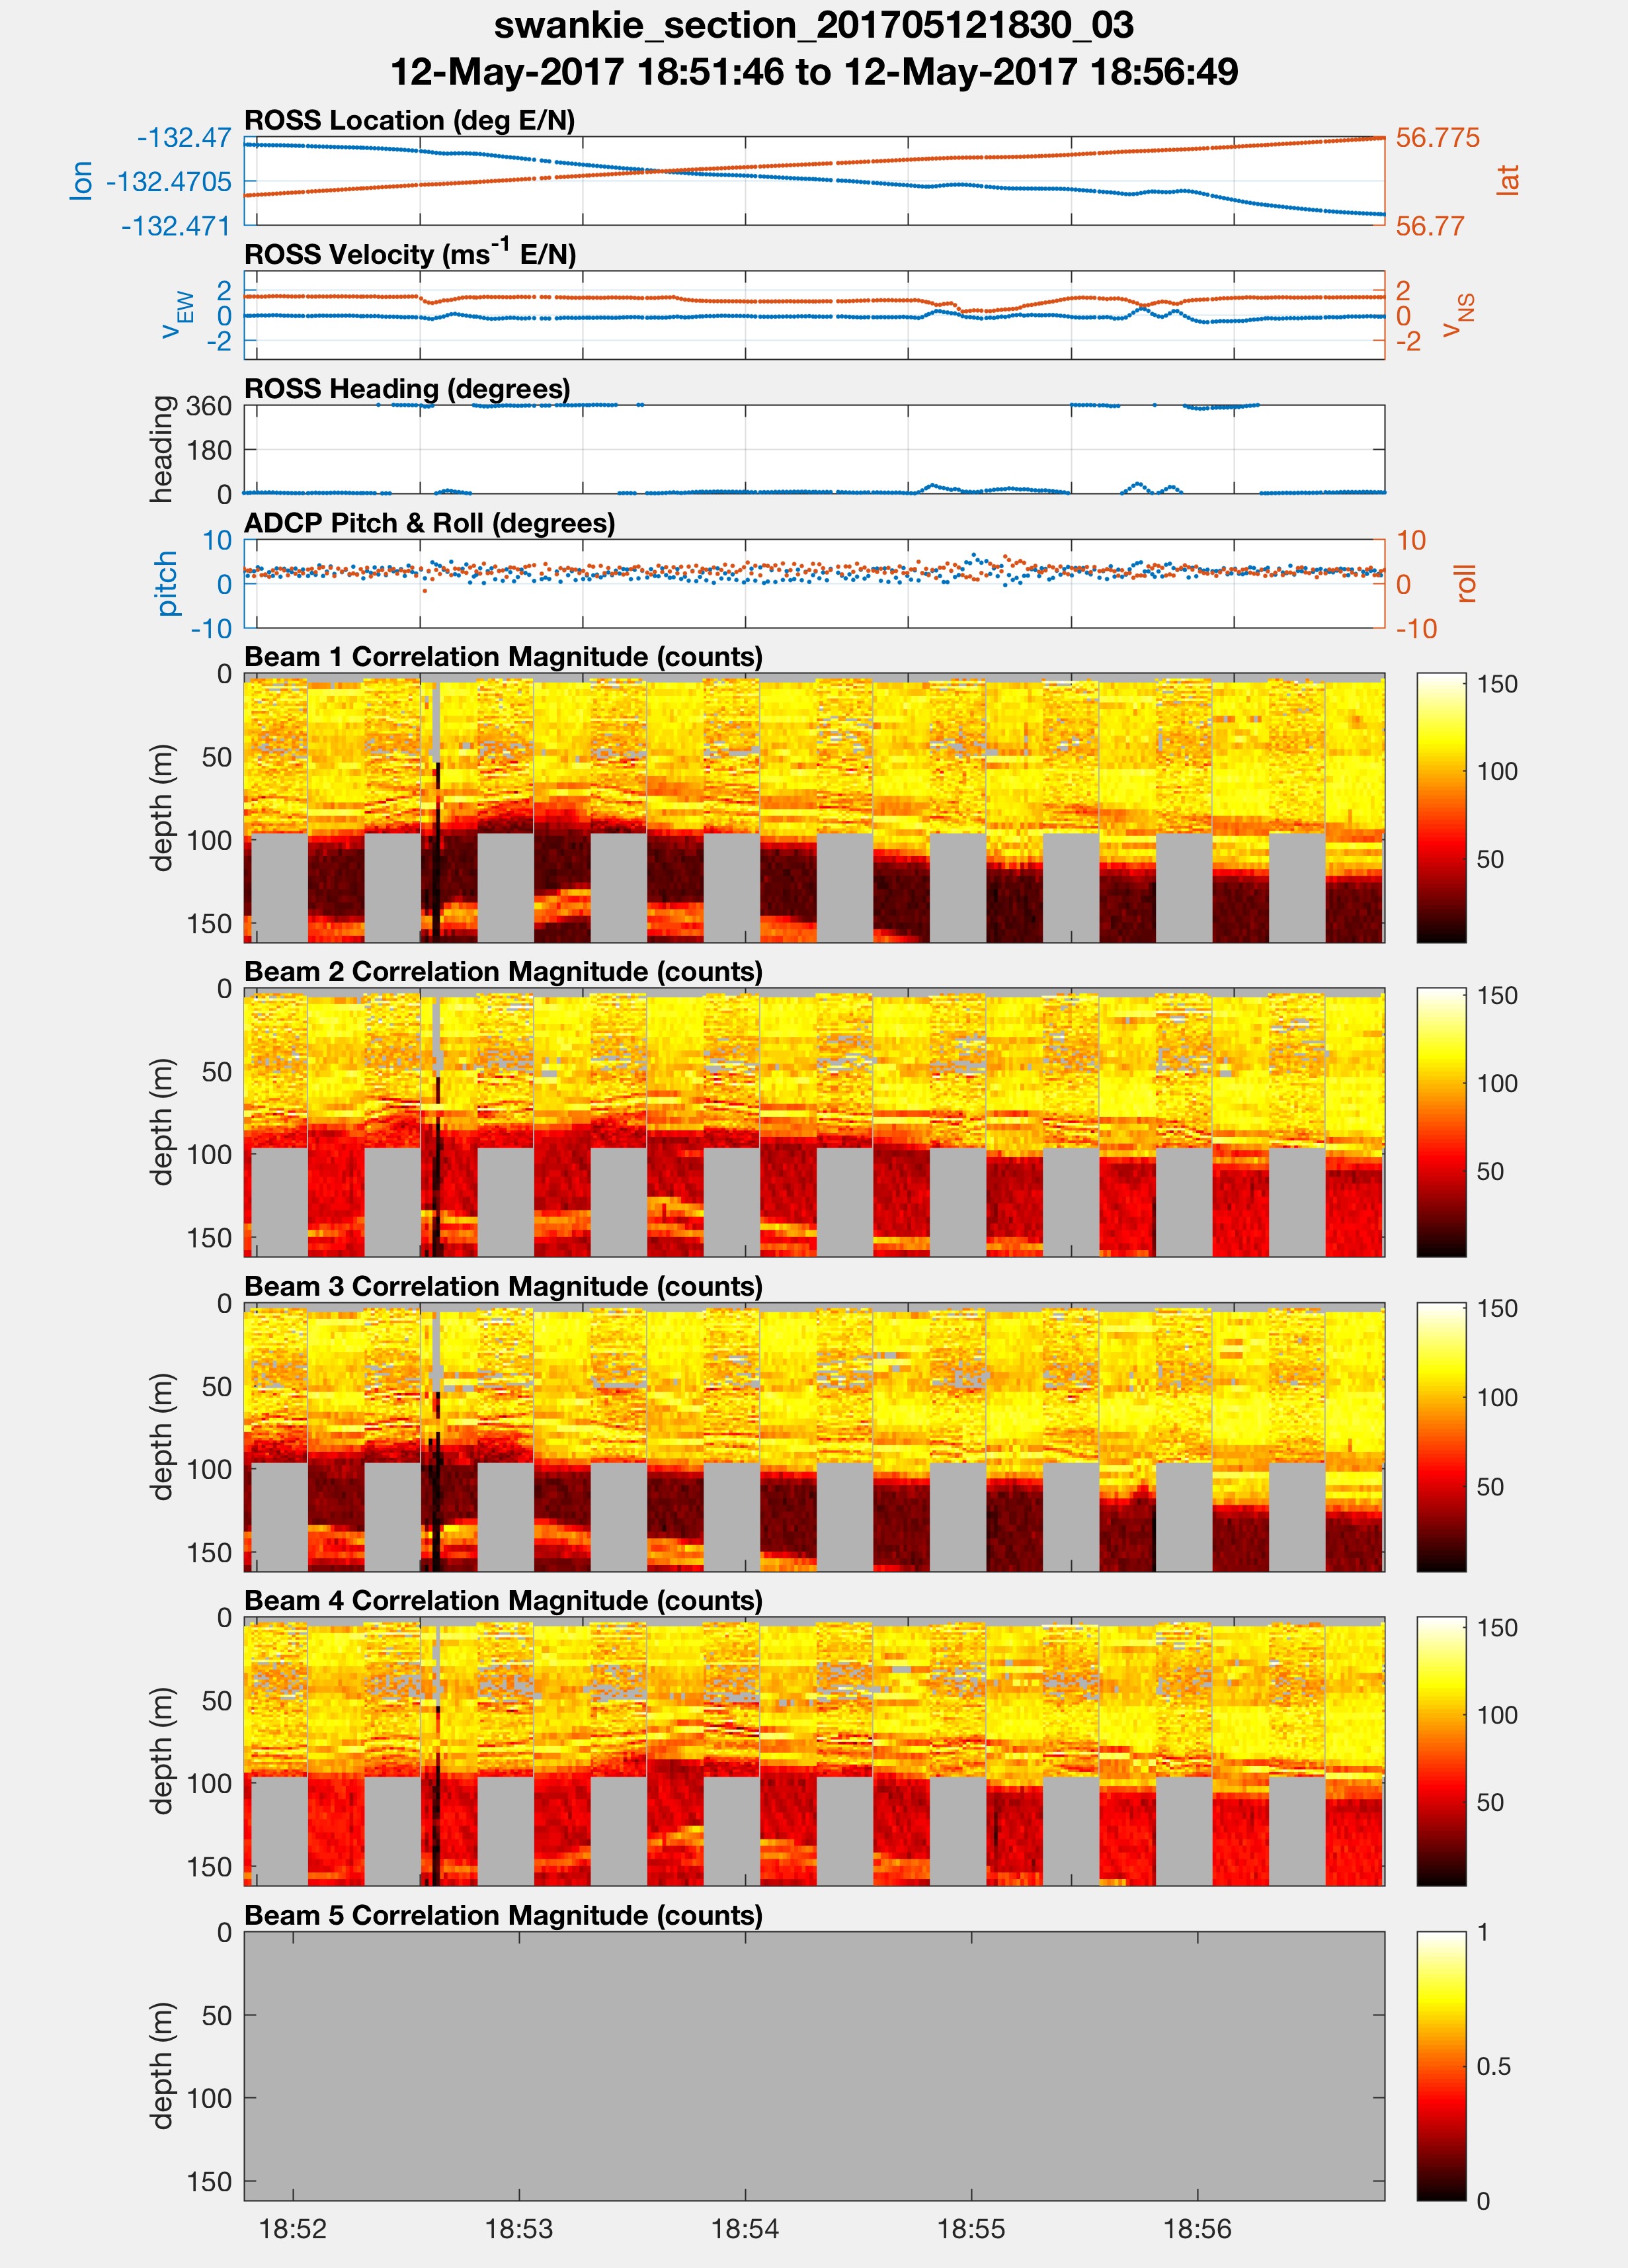 swankie_section_201705121830_03
12-May-2017 18:51:46 to 12-May-2017 18:56:49
ROSS Location (deg E/N)
-132.47
-132.4705
-132.471
lon
56.775
56.77
lat
ROSS Velocity (ms-1 E/N)
2
0
-2
vEW
2
0
-2
vNS
ROSS Heading (degrees)
360
180
0
heading
ADCP Pitch & Roll (degrees)
10
0
-10
pitch
10
0
-10
roll
Beam 1 Correlation Magnitude (counts)
0
50
100
150
depth (m)
150
100
50
Beam 2 Correlation Magnitude (counts)
0
50
100
150
depth (m)
150
100
50
Beam 3 Correlation Magnitude (counts)
0
50
100
150
depth (m)
150
100
50
Beam 4 Correlation Magnitude (counts)
0
50
100
150
depth (m)
150
100
50
Beam 5 Correlation Magnitude (counts)
0
50
100
150
depth (m)
1
0.5
0
18:52 18:53 18:54 18:55 18:56